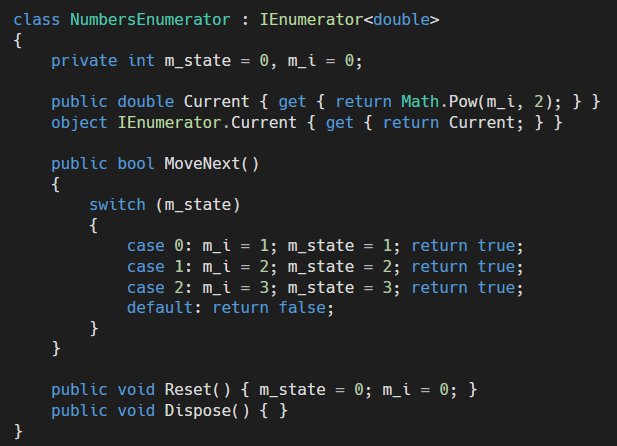 class NumbersEnumerator : IEnumerator<double>
{
    private int m_state = 0, m_i = 0;

    public double Current { get { return Math.Pow(m_i, 2); } }
    object IEnumerator.Current { get { return Current; } }

    public bool MoveNext()
    {
        switch (m_state)
        {
            case 0: m_i = 1; m_state = 1; return true;
            case 1: m_i = 2; m_state = 2; return true;
            case 2: m_i = 3; m_state = 3; return true;
            default: return false;
        }
    }

    public void Reset() { m_state = 0; m_i = 0; }
    public void Dispose() { }
}